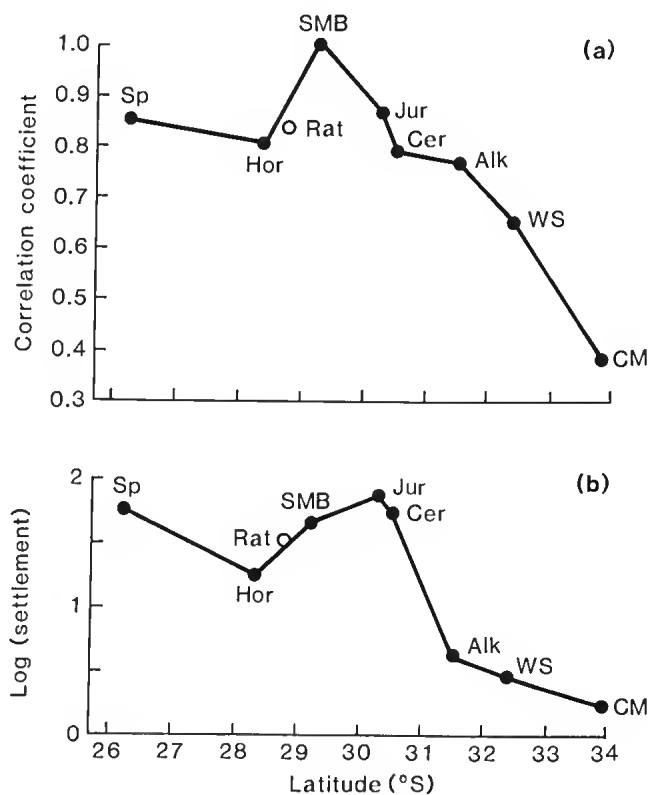 SMB
(a)
1.0
Sp
0.9
Jur
Rat
Cer
0.8
Hor
Alk
0.7
WS
0.6
0.5
0.4
CM
0.3
Correlation coefficient
2
Sp
Jur
(b)
SMB
Cer
Rat
Hor
1
Alk
WS
CM
0
Log (settlement)
26 27 28 29 30 31 32 33 34
Latitude (°S)